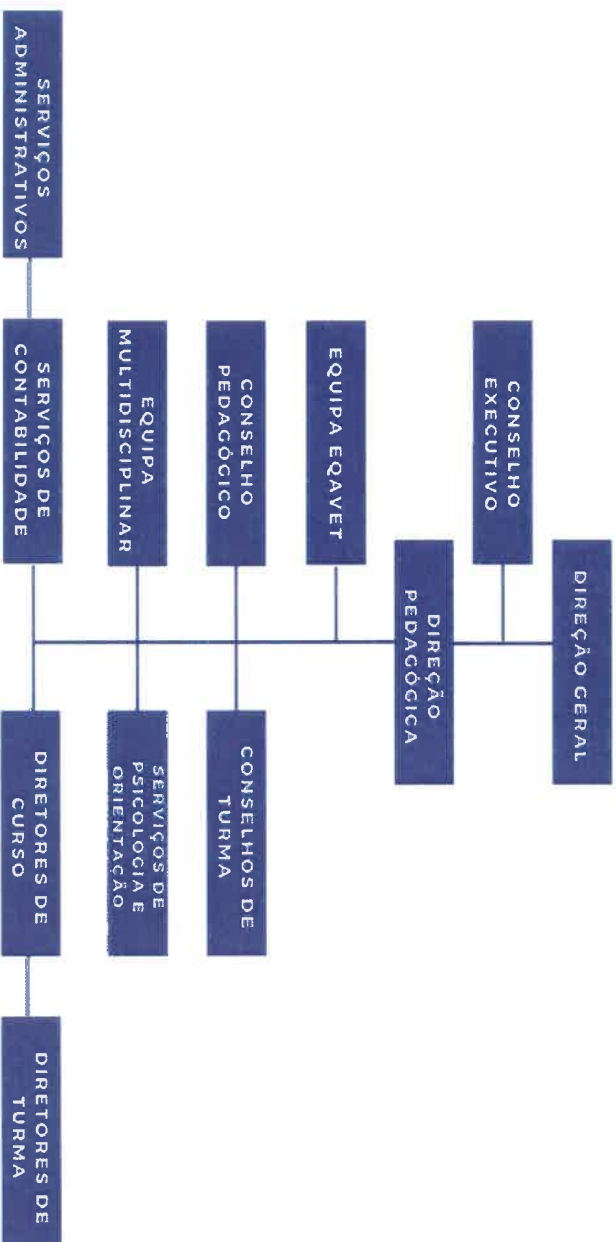 DIREÇÃO GERAL
CONSELHO
EXECUTIVO
DIREÇÃO
PEDAGÓGICA
EQUIPA EQAVET
CONSELHO
PEDAGÓGICO
CONSELHOS DE
TURMA
EQUIPA
MULTIDISCIPLINAR
SERVIÇOS DE
PSICOLOGIA E
ORIENTAÇÃO
SERVIÇOS
ADMINISTRATIVOS
SERVIÇOS DE
CONTABILIDADE
DIRETORES DE
CURSO
DIRETORES DE
TURMA